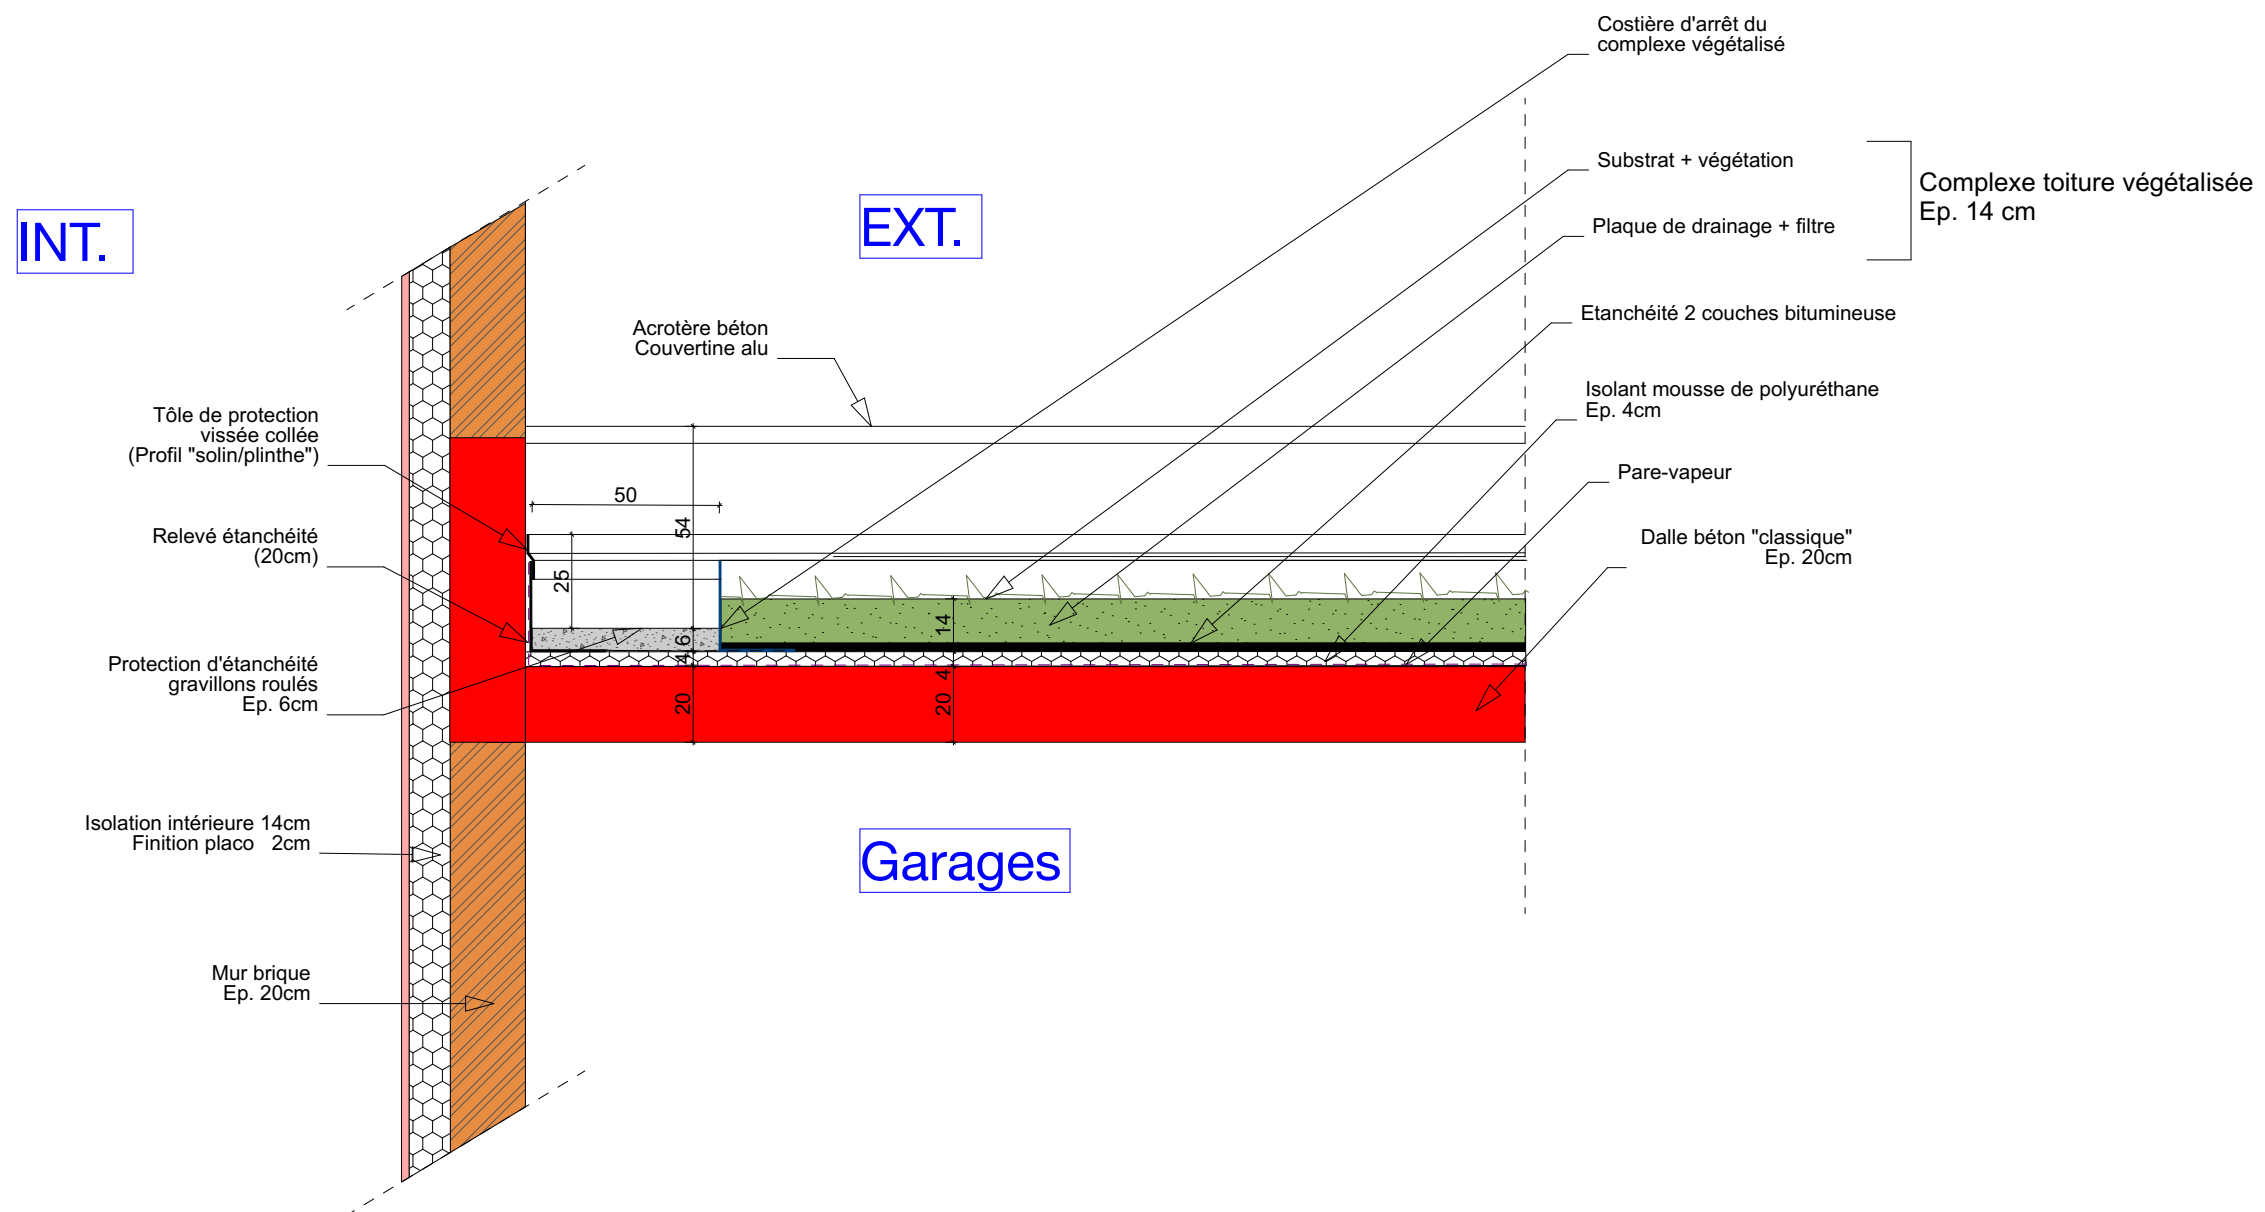 Costière d'arrêt du
complexe végétalisé
Substrat + végétation
Complexe toiture végétalisée
Ep. 14 cm
Plaque de drainage + filtre
INT.
EXT.
Etanchéité 2 couches bitumineuse
Acrotère béton
Couvertine alu
Isolant mousse de polyuréthane
Ep. 4cm
Tôle de protection
vissée collée
(Profil "solin/plinthe")
Pare-vapeur
50
54
Relevé étanchéité
(20cm)
Dalle béton "classique"
Ep. 20cm
25
14
6
4
4
20
20
Protection d'étanchéité
gravillons roulés
Ep. 6cm
Isolation intérieure 14cm
Finition placo 2cm
Garages
Mur brique
Ep. 20cm